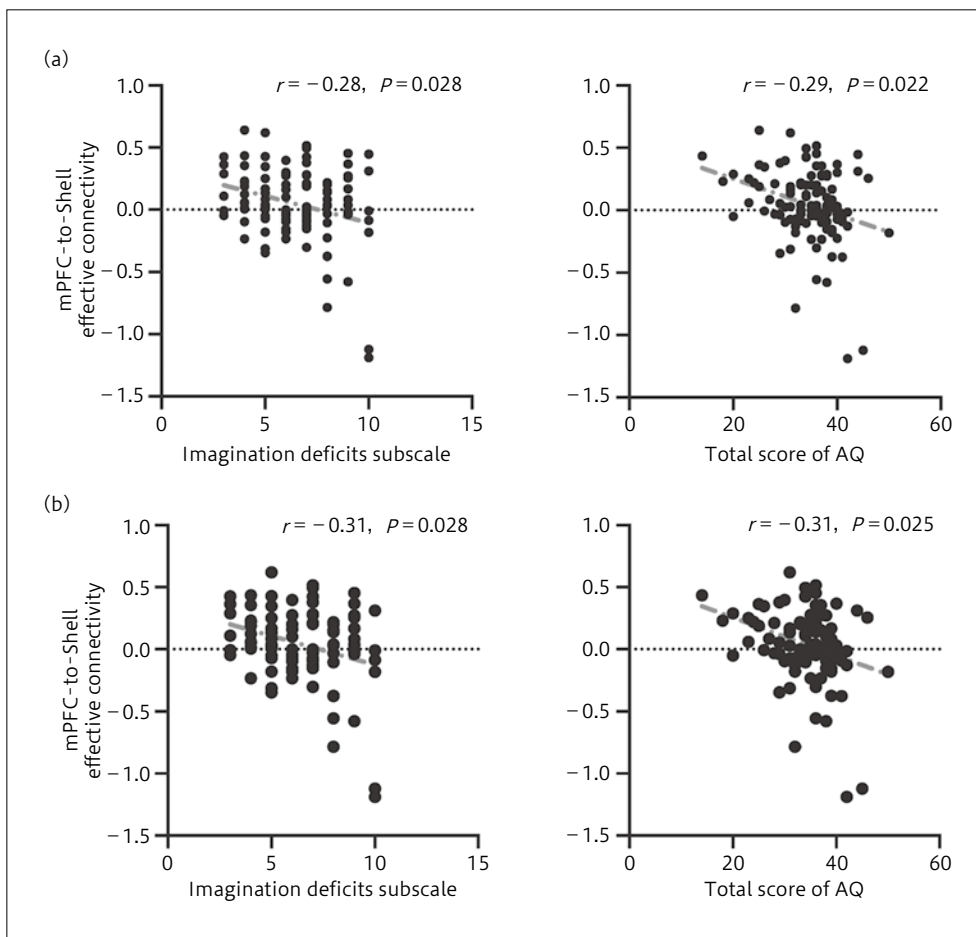 (a)
r = −0.28, P = 0.028
1.0
0.5
0.0
−0.5
−1.0
−1.5
mPFC-to-Shell
effective connectivity
0 5 10 15
Imagination deficits subscale
r = −0.29, P = 0.022
1.0
0.5
0.0
−0.5
−1.0
−1.5
0 20 40 60
Total score of AQ
(b)
r = −0.31, P = 0.028
1.0
0.5
0.0
−0.5
−1.0
−1.5
mPFC-to-Shell
effective connectivity
0 5 10 15
Imagination deficits subscale
r = −0.31, P = 0.025
1.0
0.5
0.0
−0.5
−1.0
−1.5
0 20 40 60
Total score of AQ